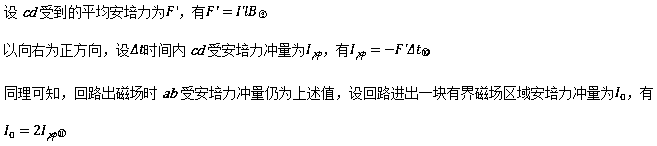 设 cd 受到的平均安培力为F'，有F' = I'lB⑨
以向右为正方向，设Δt时间内 cd 受安培力冲量为I冲，有I冲 = −F'Δt⑩
同理可知，回路出磁场时 ab 受安培力冲量仍为上述值，设回路进出一块有界磁场区域安培力冲量为I₀，有
I₀ = 2I冲⑪